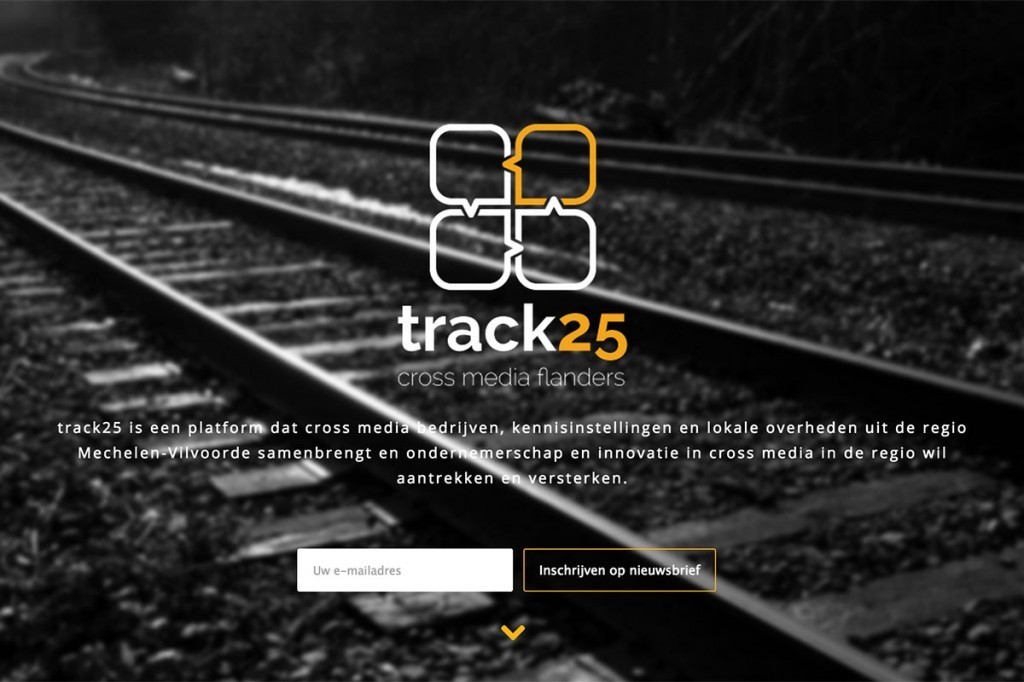 track25
cross media flanders
track25 is een platform dat cross media bedrijven, kennisinstellingen en lokale overheden uit de regio
Mechelen-Vilvoorde samenbrengt en ondernemerschap en innovatie in cross media in de regio wil
aantrekken en versterken.
Uw e-mailadres
Inschrijven op nieuwsbrief